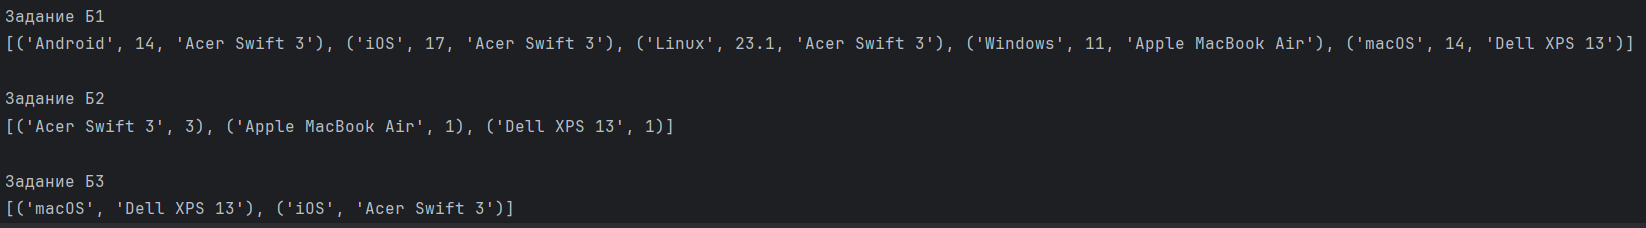 Задание Б1
[('Android', 14, 'Acer Swift 3'), ('iOS', 17, 'Acer Swift 3'), ('Linux', 23.1, 'Acer Swift 3'), ('Windows', 11, 'Apple MacBook Air'), ('macOS', 14, 'Dell XPS 13')]
Задание Б2
[('Acer Swift 3', 3), ('Apple MacBook Air', 1), ('Dell XPS 13', 1)]
Задание Б3
[('macOS', 'Dell XPS 13'), ('iOS', 'Acer Swift 3')]